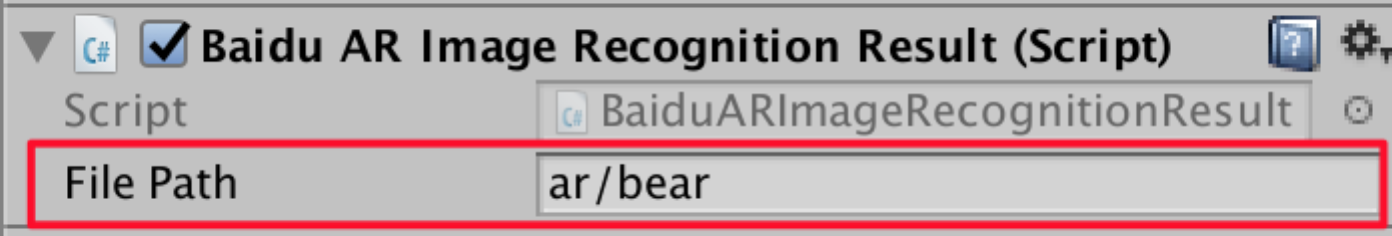 C# Baidu AR Image Recognition Result (Script) ?
Script C# BaiduARImageRecognitionResult
File Path ar/bear